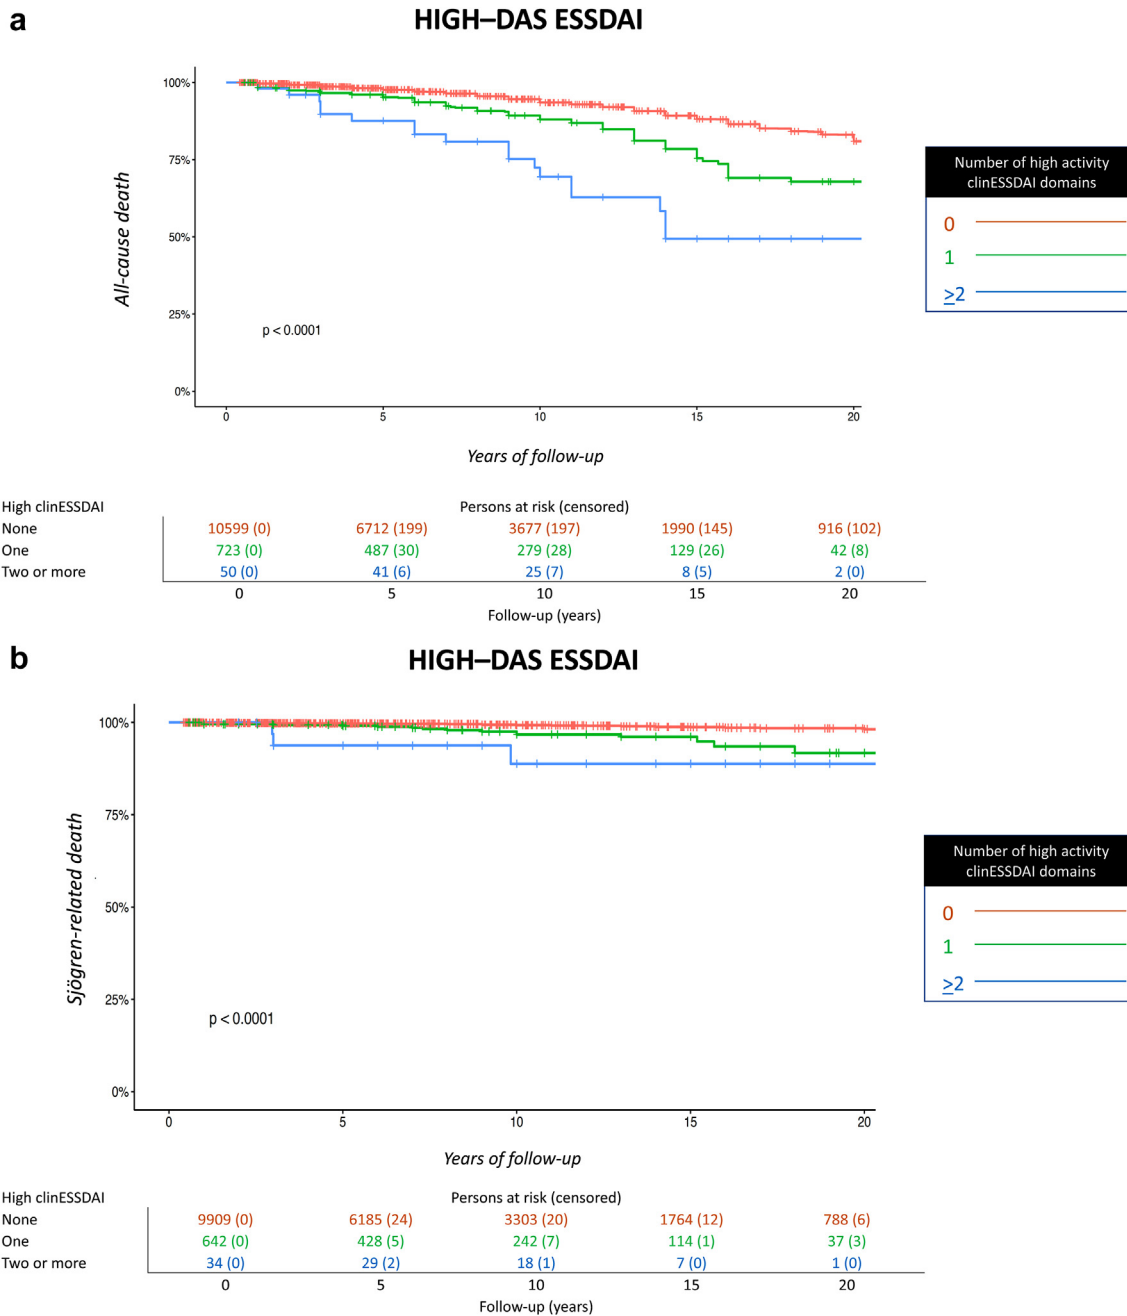 a
HIGH–DAS ESSDAI
100%
75%
50%
25%
0%
All-cause death
p < 0.0001
0 5 10 15 20
Years of follow-up
Number of high activity
clinESSDAI domains
0
1
≥2
High clinESSDAI Persons at risk (censored)
None 10599 (0) 6712 (199) 3677 (197) 1990 (145) 916 (102)
One 723 (0) 487 (30) 279 (28) 129 (26) 42 (8)
Two or more 50 (0) 41 (6) 25 (7) 8 (5) 2 (0)
0 5 10 15 20
Follow-up (years)
b
HIGH–DAS ESSDAI
100%
75%
50%
25%
0%
Sjögren-related death
p < 0.0001
0 5 10 15 20
Years of follow-up
Number of high activity
clinESSDAI domains
0
1
≥2
High clinESSDAI Persons at risk (censored)
None 9909 (0) 6185 (24) 3303 (20) 1764 (12) 788 (6)
One 642 (0) 428 (5) 242 (7) 114 (1) 37 (3)
Two or more 34 (0) 29 (2) 18 (1) 7 (0) 1 (0)
0 5 10 15 20
Follow-up (years)